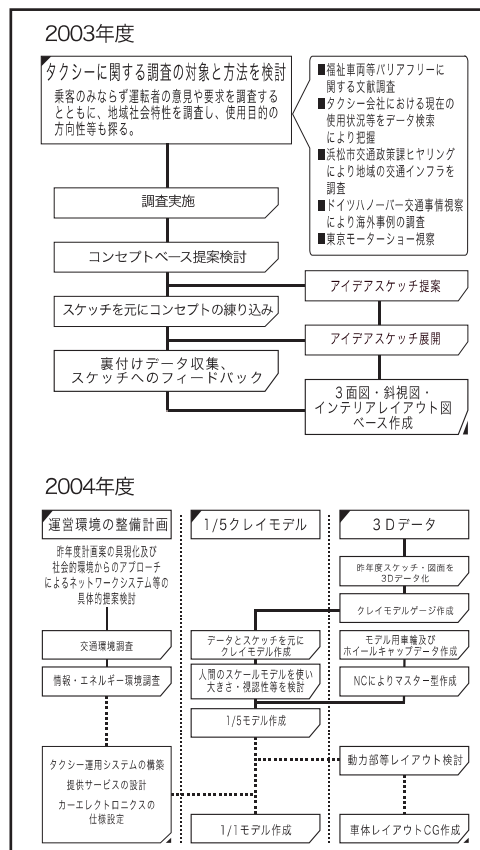 2003年度
タクシーに関する調査の対象と方法を検討
乗客のみならず運転者の意見や要求を調査する
とともに、地域社会特性を調査し、使用目的の
方向性等も探る。
■福祉車両等バリアフリーに
関する文献調査
■タクシー会社における現在の
使用状況等をデータ検索
により把握
■浜松市交通政策課ヒヤリング
により地域の交通インフラを
調査
■ドイツハノーバー交通事情視察
により海外事例の調査
■東京モーターショー視察
調査実施
コンセプトベース提案検討
アイデアスケッチ提案
スケッチを元にコンセプトの練り込み
アイデアスケッチ展開
裏付けデータ収集、
スケッチへのフィードバック
3面図・斜視図・
インテリアレイアウト図
ベース作成
2004年度
運営環境の整備計画
昨年度計画案の具現化及び
社会的環境からのアプローチ
によるネットワークシステム等の
具体的提案検討
交通環境調査
情報・エネルギー環境調査
タクシー運用システムの構築
提供サービスの設計
カーエレクトロニクスの
仕様設定
1/5クレイモデル
データとスケッチを元に
クレイモデル作成
人間のスケールモデルを使い
大きさ・視認性等を検討
1/5モデル作成
1/1モデル作成
3Dデータ
昨年度スケッチ・図面を
3Dデータ化
クレイモデルゲージ作成
モデル用車輪及び
ホイールキャップデータ作成
NCによりマスター型作成
動力部等レイアウト検討
車体レイアウトCG作成